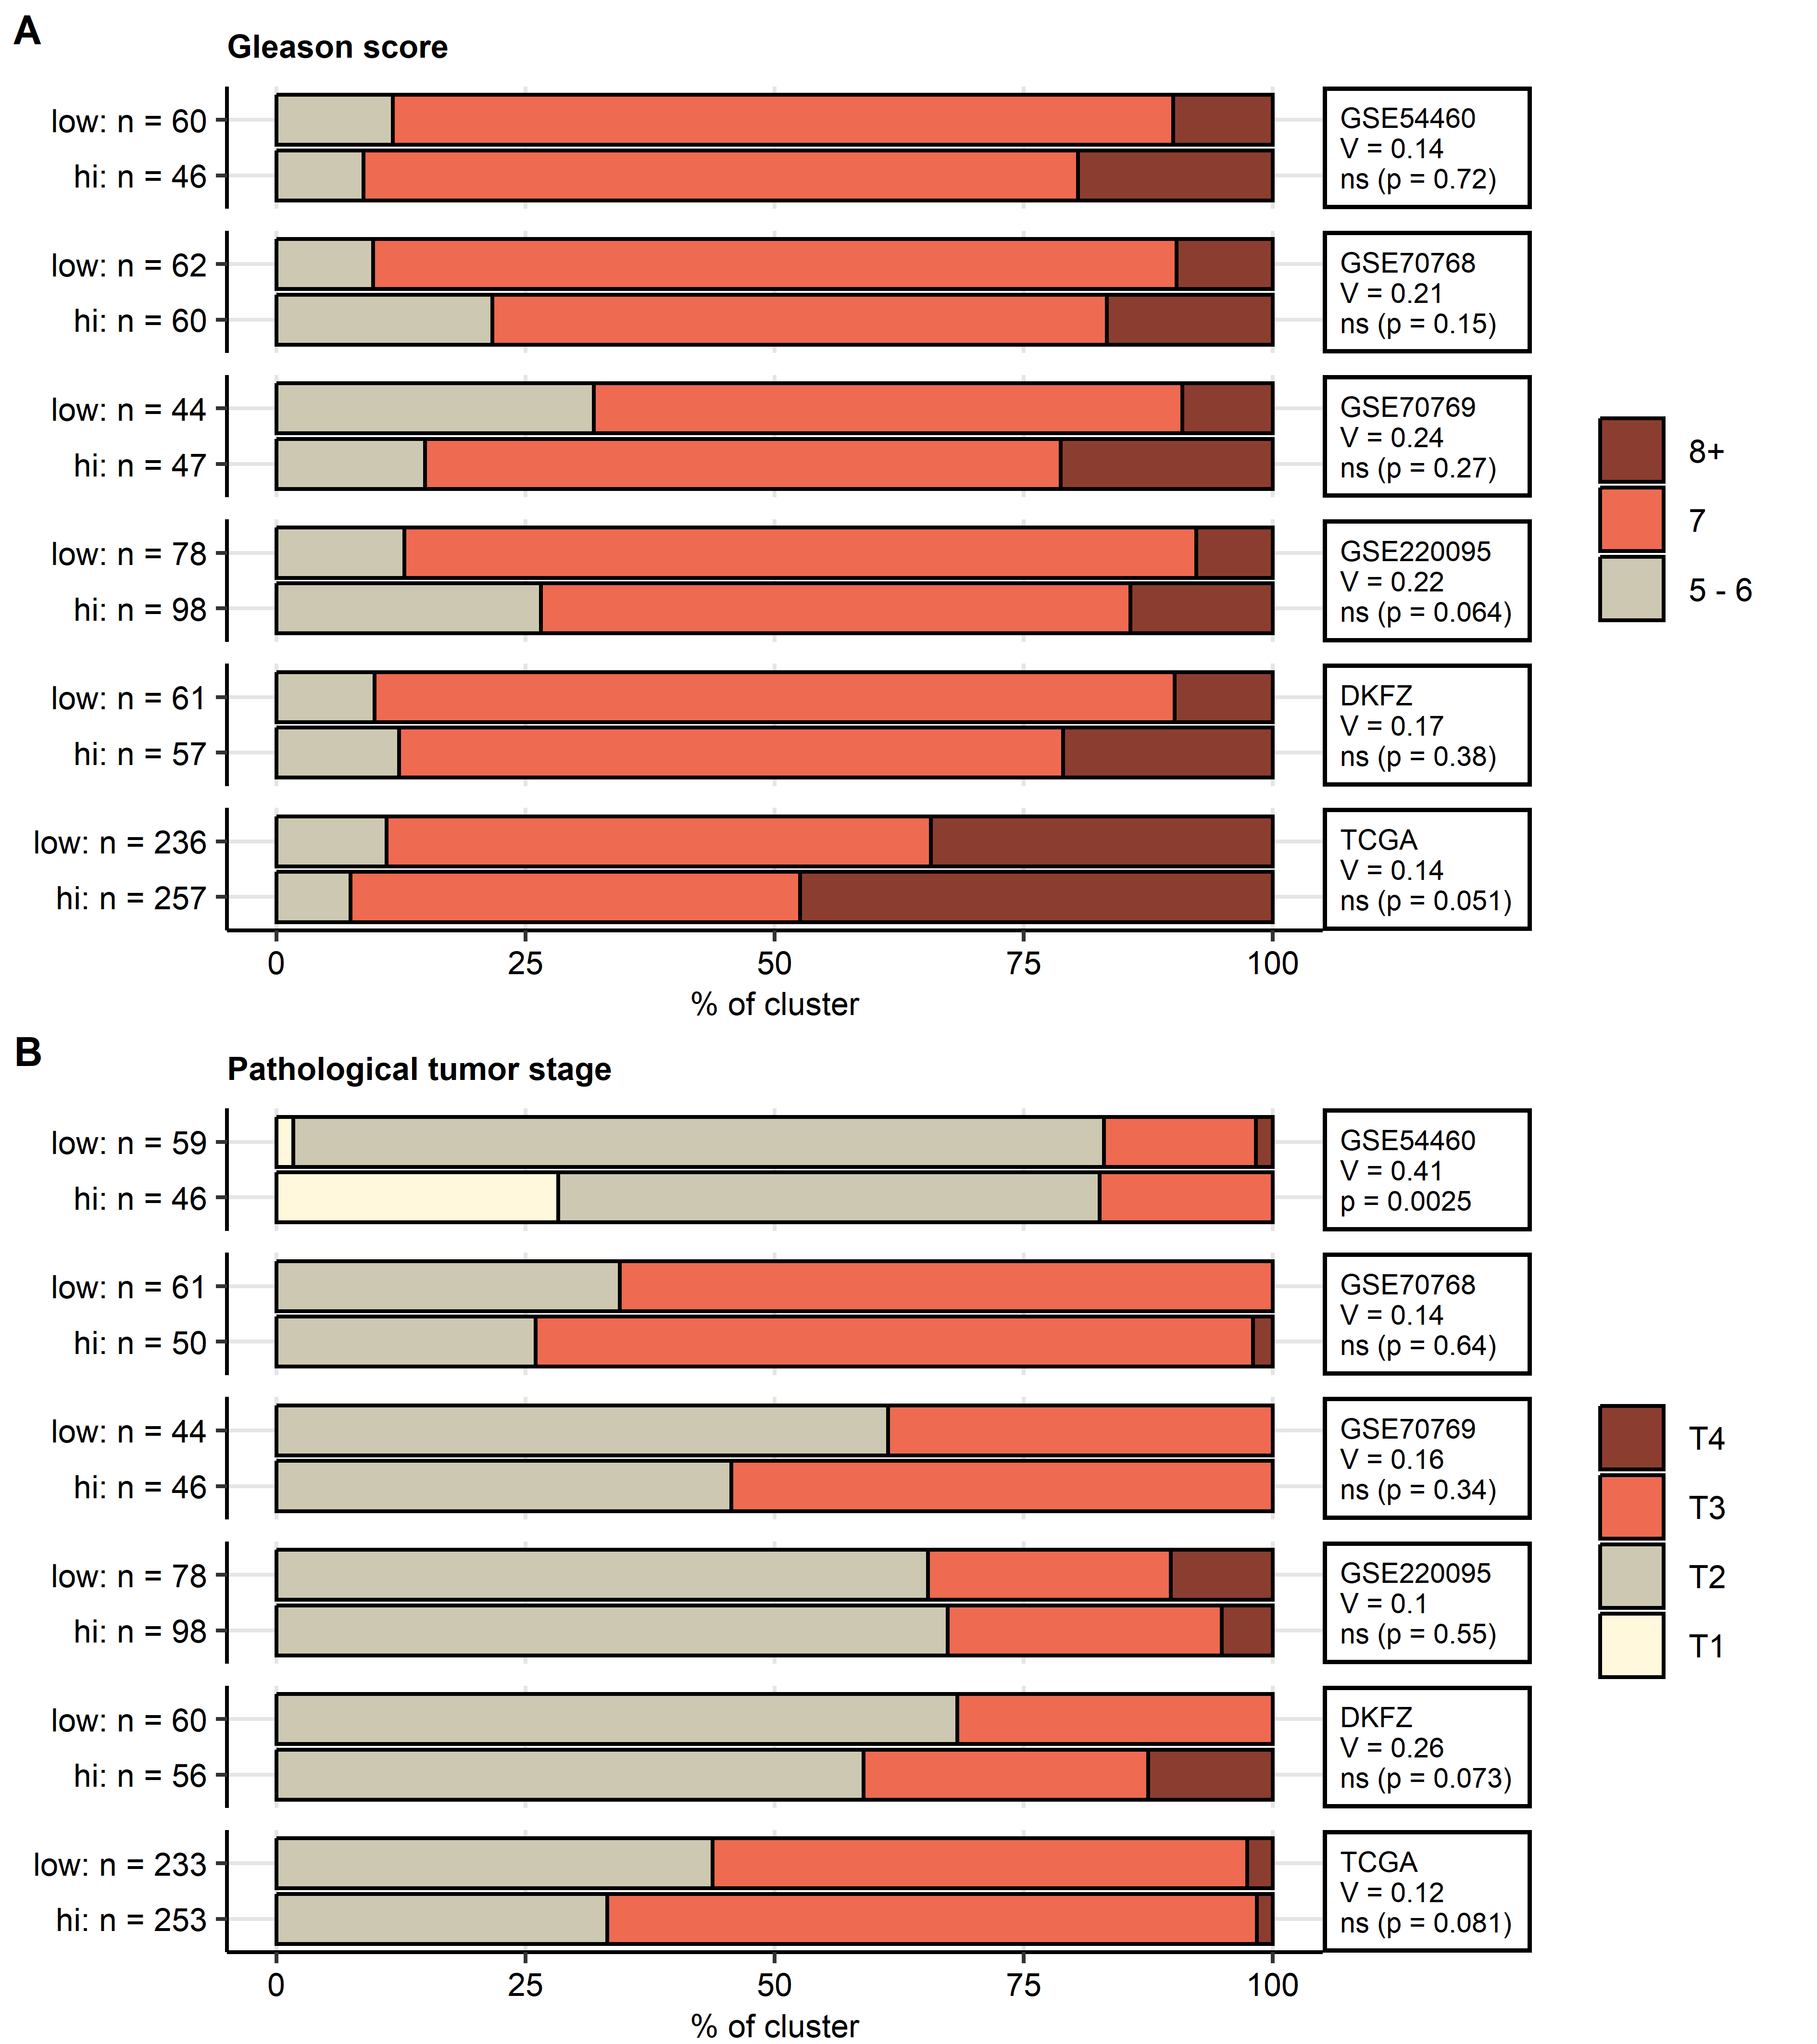 A
Gleason score
low: n = 60
hi: n = 46
GSE54460
V = 0.14
ns (p = 0.72)
low: n = 62
hi: n = 60
GSE70768
V = 0.21
ns (p = 0.15)
low: n = 44
hi: n = 47
GSE70769
V = 0.24
ns (p = 0.27)
low: n = 78
hi: n = 98
GSE220095
V = 0.22
ns (p = 0.064)
low: n = 61
hi: n = 57
DKFZ
V = 0.17
ns (p = 0.38)
low: n = 236
hi: n = 257
TCGA
V = 0.14
ns (p = 0.051)
0 25 50 75 100
% of cluster
8+
7
5 - 6
B
Pathological tumor stage
low: n = 59
hi: n = 46
GSE54460
V = 0.41
p = 0.0025
low: n = 61
hi: n = 50
GSE70768
V = 0.14
ns (p = 0.64)
low: n = 44
hi: n = 46
GSE70769
V = 0.16
ns (p = 0.34)
low: n = 78
hi: n = 98
GSE220095
V = 0.1
ns (p = 0.55)
low: n = 60
hi: n = 56
DKFZ
V = 0.26
ns (p = 0.073)
low: n = 233
hi: n = 253
TCGA
V = 0.12
ns (p = 0.081)
0 25 50 75 100
% of cluster
T4
T3
T2
T1